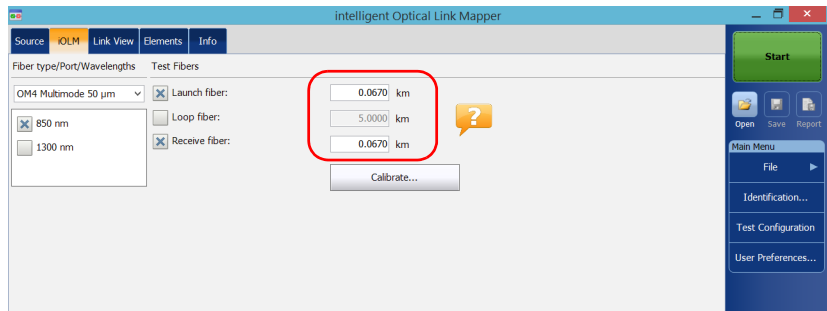 intelligent Optical Link Mapper
Source iOLM Link View Elements Info
Fiber type/Port/Wavelengths Test Fibers
OM4 Multimode 50 µm
850 nm
1300 nm
Launch fiber: 0.0670 km
Loop fiber: 5.0000 km
Receive fiber: 0.0670 km
?
Calibrate...
Start
Open Save Report
Main Menu
File
Identification...
Test Configuration
User Preferences...